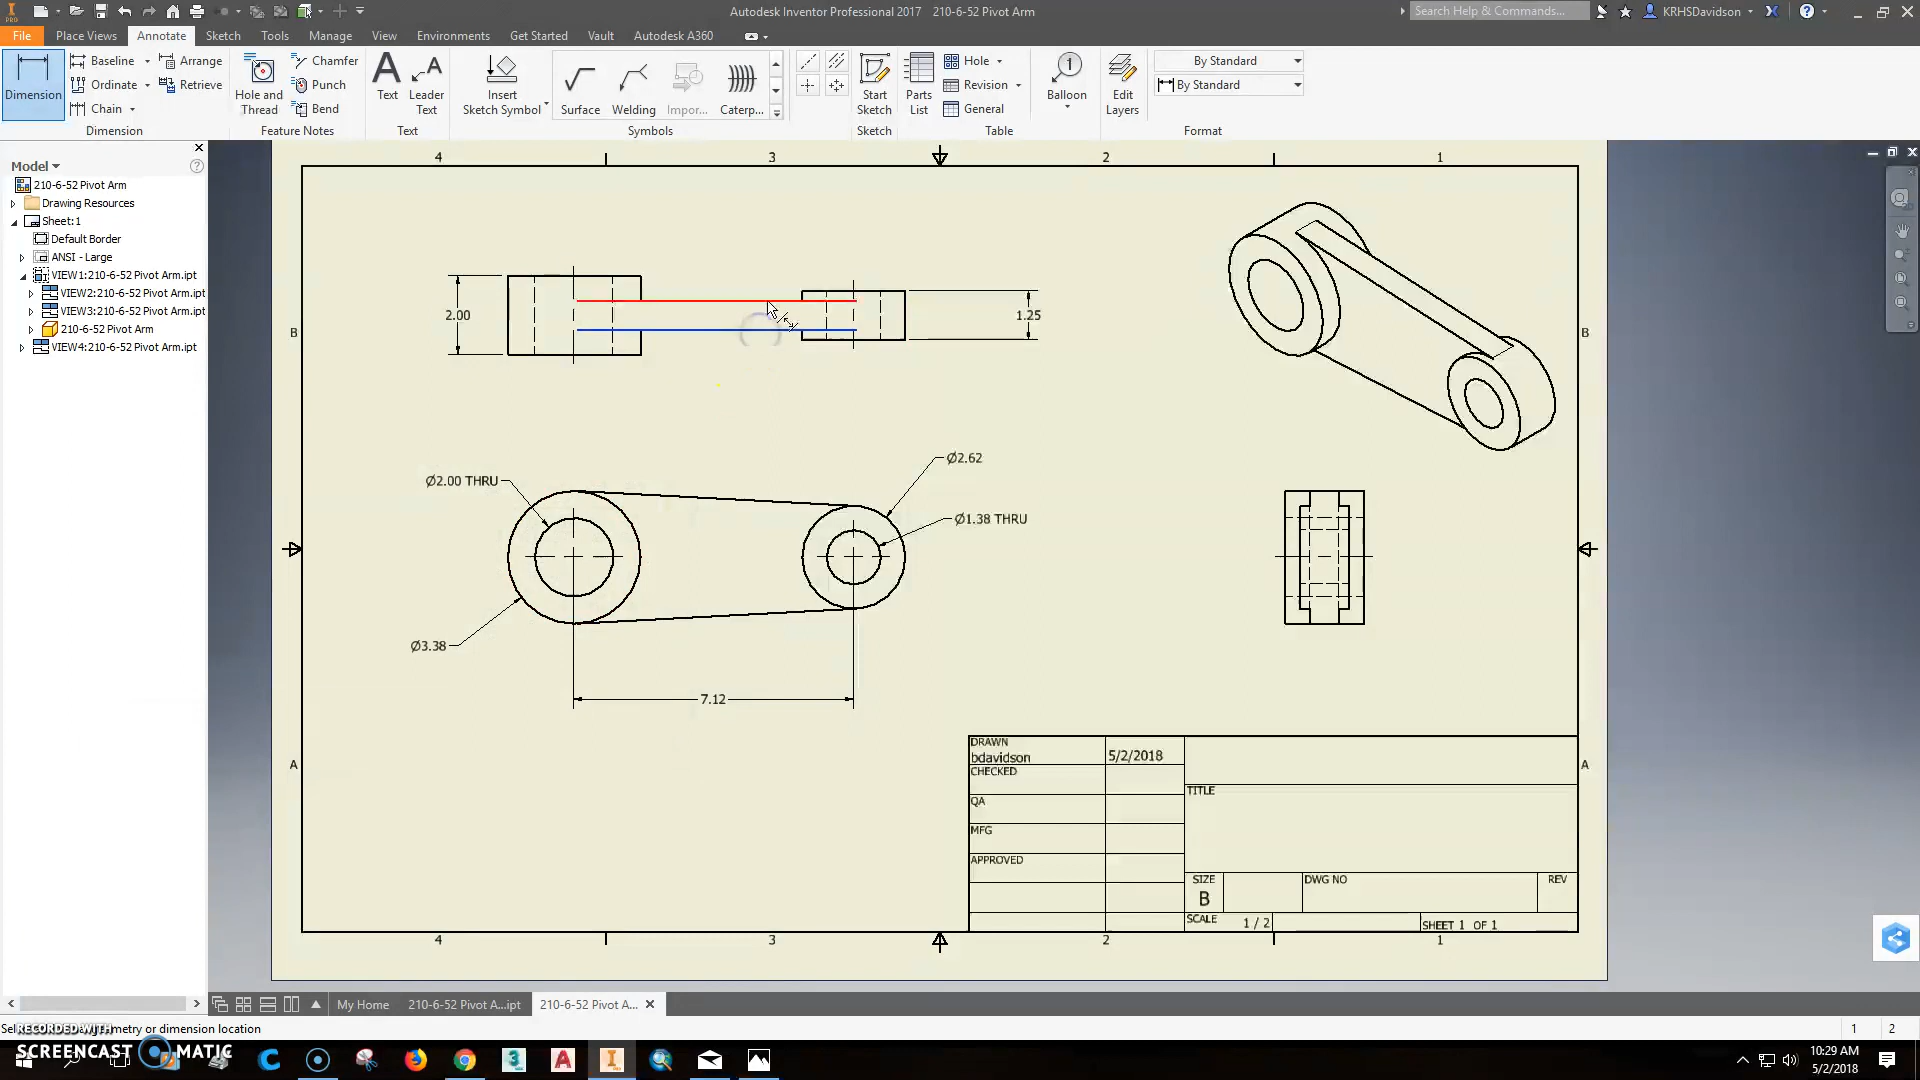 Autodesk Inventor Professional 2017   210-6-52 Pivot Arm
Search Help & Commands...
KRHSDavidson
File
Place Views
Annotate
Sketch
Tools
Manage
View
Environments
Get Started
Vault
Autodesk A360
Dimension
Baseline
Ordinate
Chain
Arrange
Retrieve
Dimension
Hole and Thread
Chamfer
Punch
Bend
Feature Notes
Text
Leader Text
Text
Insert Sketch Symbol
Surface
Welding
Impor...
Caterp...
Symbols
Start Sketch
Sketch
Parts List
Hole
Revision
General
Table
Balloon
Edit Layers
By Standard
By Standard
Format
Model
210-6-52 Pivot Arm
Drawing Resources
Sheet:1
Default Border
ANSI - Large
VIEW1:210-6-52 Pivot Arm.ipt
VIEW2:210-6-52 Pivot Arm.ipt
VIEW3:210-6-52 Pivot Arm.ipt
210-6-52 Pivot Arm
VIEW4:210-6-52 Pivot Arm.ipt
4 3 2 1
B B
2.00
1.25
Ø2.62
Ø2.00 THRU
Ø1.38 THRU
Ø3.38
7.12
A A
DRAWN
bdavidson
5/2/2018
CHECKED
QA
MFG
APPROVED
TITLE
SIZE
B
DWG NO
REV
SCALE
1 / 2
SHEET 1 OF 1
4 3 2 1
My Home
210-6-52 Pivot A...ipt
210-6-52 Pivot A...
geometry or dimension location
1 2
RECORDED WITH
SCREENCAST MATIC
10:29 AM
5/2/2018